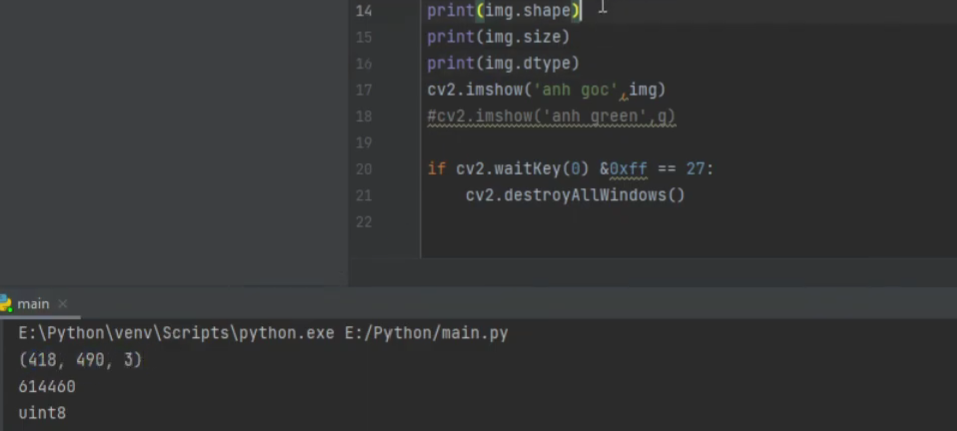 14 print(img.shape)
15 print(img.size)
16 print(img.dtype)
17 cv2.imshow('anh goc',img)
18 #cv2.imshow('anh green',g)
19
20 if cv2.waitKey(0) &0xff == 27:
21     cv2.destroyAllWindows()
22
main
E:\Python\venv\Scripts\python.exe E:/Python/main.py
(418, 490, 3)
614460
uint8